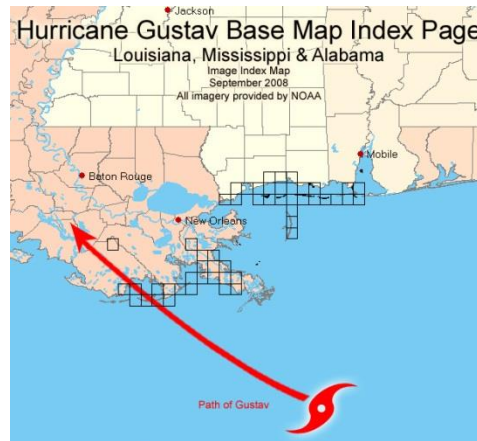 Jackson
Hurricane Gustav Base Map Index Page
Louisiana, Mississippi & Alabama
Image Index Map
September 2008
All imagery provided by NOAA
Mobile
Baton Rouge
New Orleans
Path of Gustav